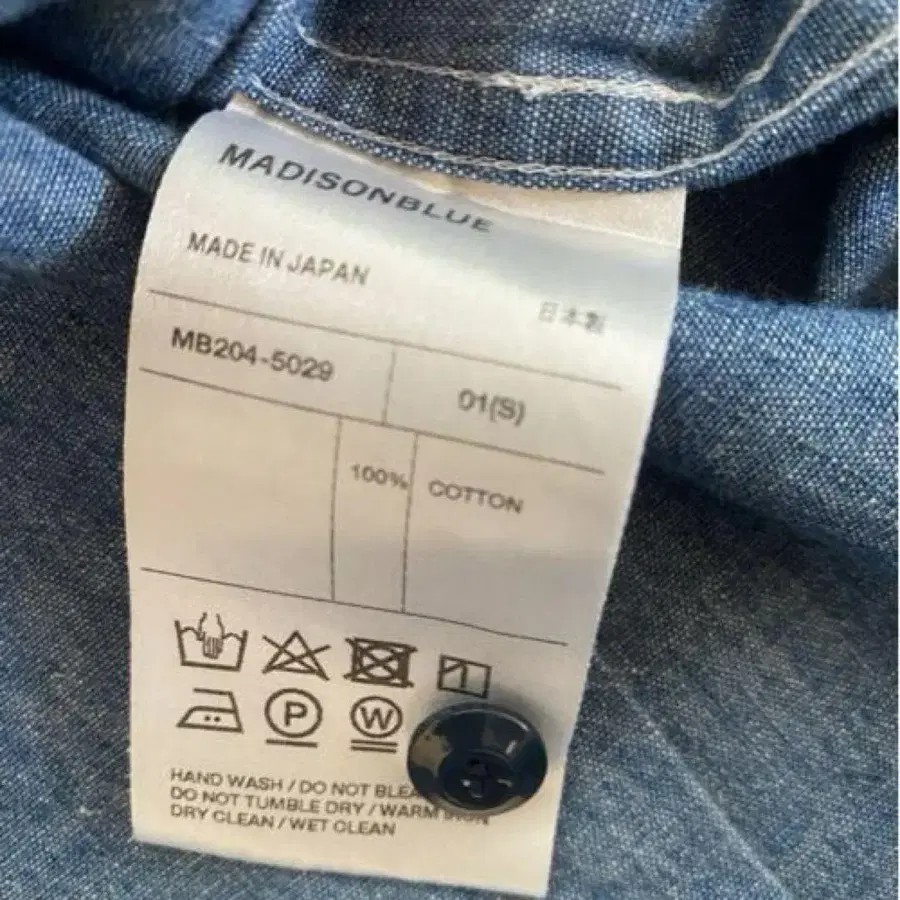 MADISONBLUE
MADE IN JAPAN
日本製
MB204-5029 01(S)
100% COTTON
P W
HAND WASH / DO NOT BLEA
DO NOT TUMBLE DRY / WARM IRON
DRY CLEAN / WET CLEAN